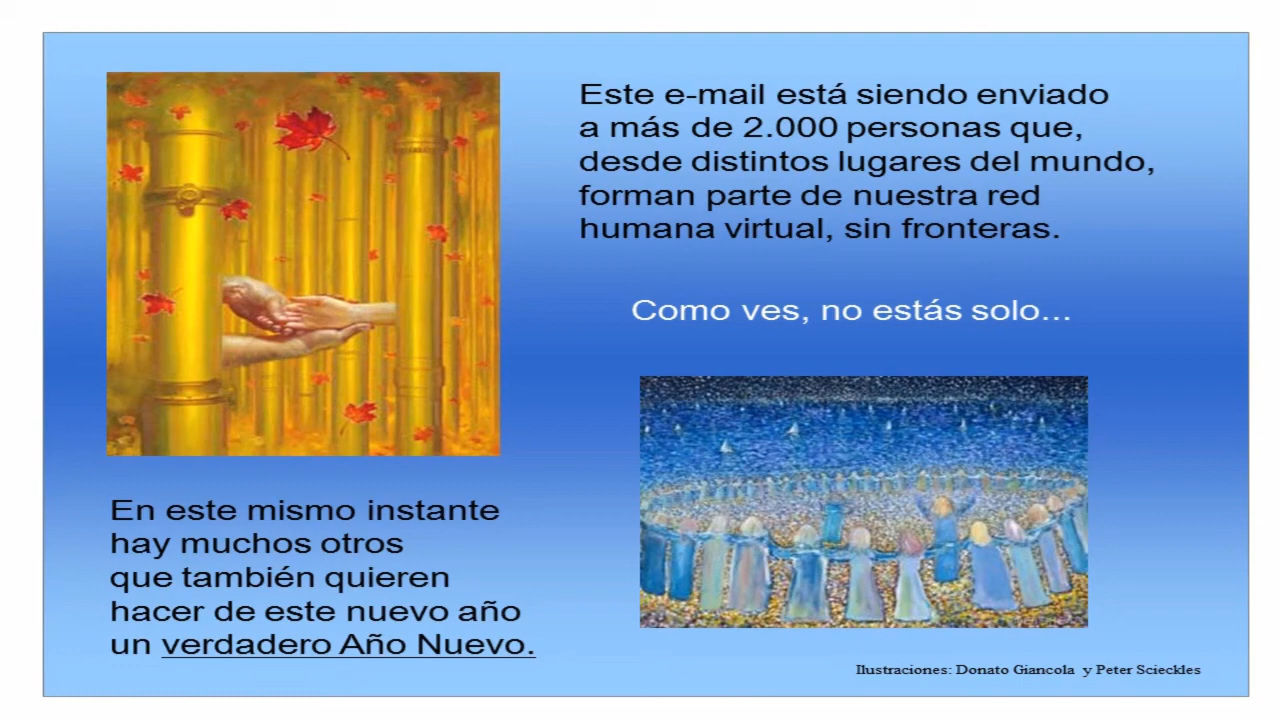 Este e-mail está siendo enviado
a más de 2.000 personas que,
desde distintos lugares del mundo,
forman parte de nuestra red
humana virtual, sin fronteras.
Como ves, no estás solo...
En este mismo instante
hay muchos otros
que también quieren
hacer de este nuevo año
un verdadero Año Nuevo.
Ilustraciones: Donato Giancola y Peter Scieckles